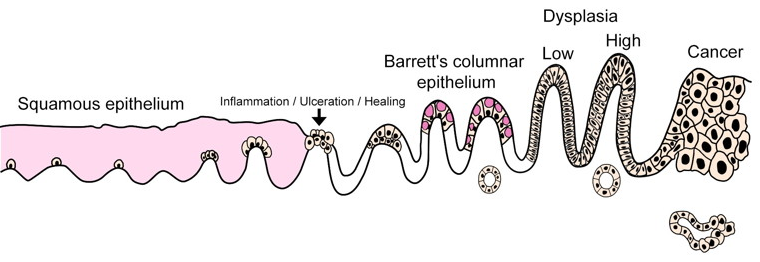 Squamous epithelium
Inflammation / Ulceration / Healing
Barrett's columnar
epithelium
Dysplasia
Low
High
Cancer